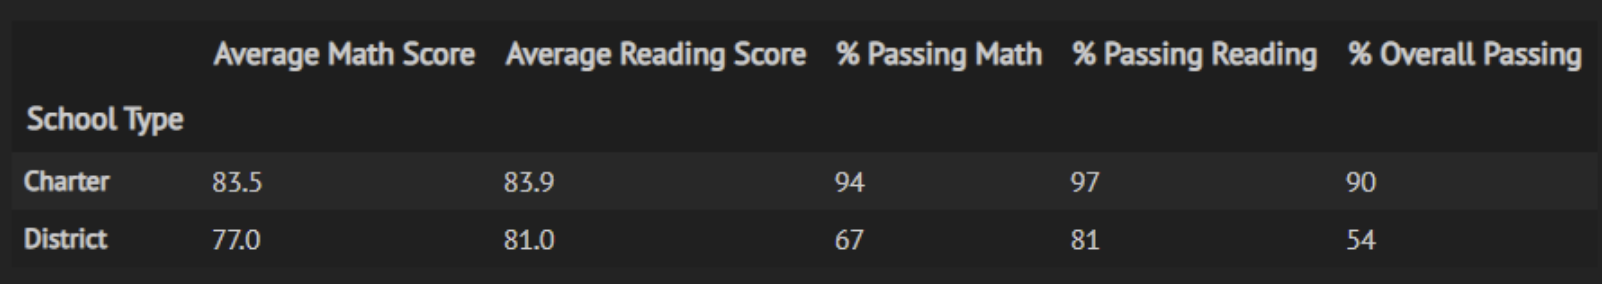 Average Math Score Average Reading Score % Passing Math % Passing Reading % Overall Passing
School Type
Charter 83.5 83.9 94 97 90
District 77.0 81.0 67 81 54